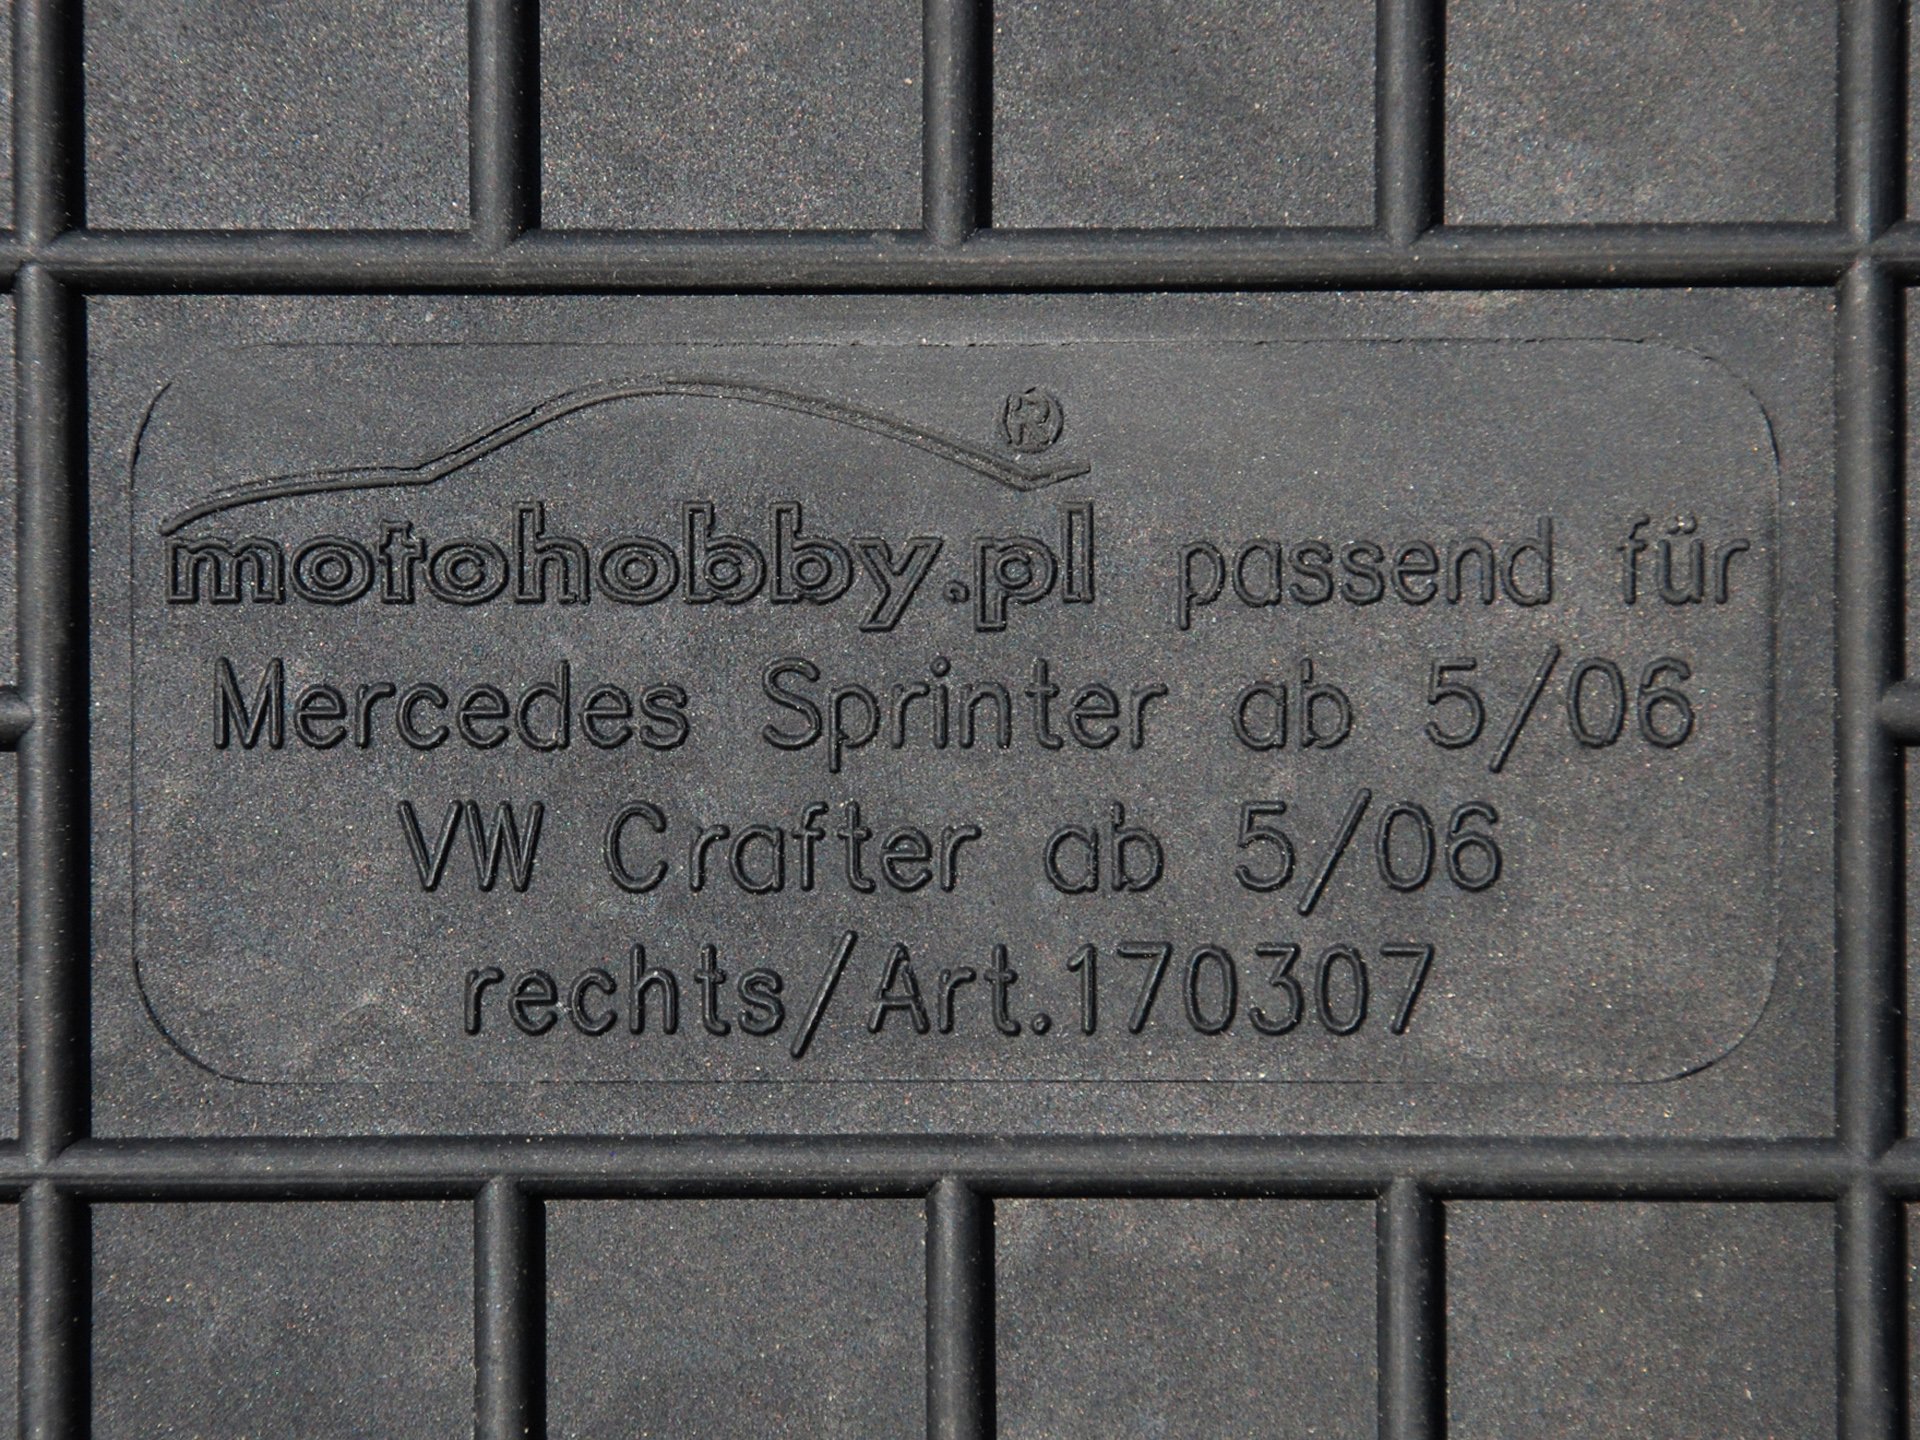 ®
motohobby.pl passend für
Mercedes Sprinter ab 5/06
VW Crafter ab 5/06
rechts/Art.170307